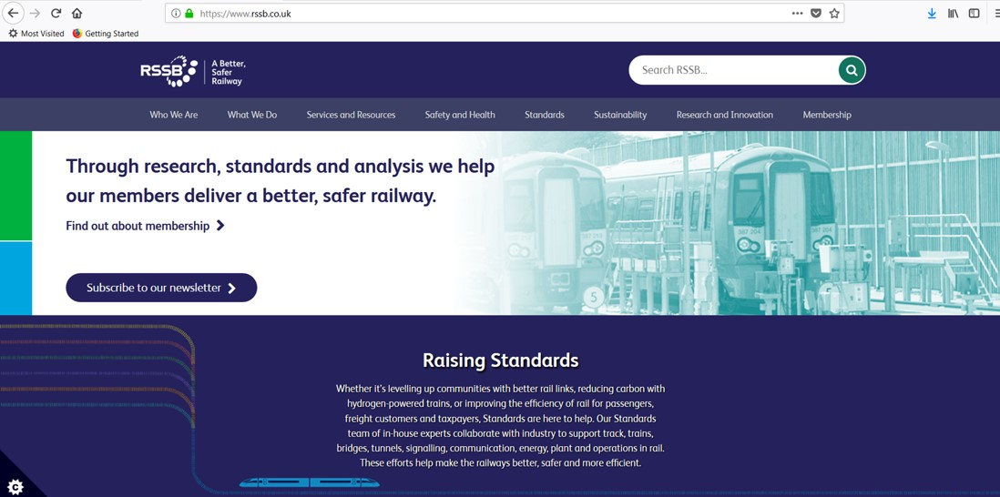 https://www.rssb.co.uk
Most Visited Getting Started
RSSB A Better,
Safer
Railway
Search RSSB...
Who We Are What We Do Services and Resources Safety and Health Standards Sustainability Research and Innovation Membership
Through research, standards and analysis we help
our members deliver a better, safer railway.
Find out about membership
Subscribe to our newsletter
387 204
5
Raising Standards
Whether it's levelling up communities with better rail links, reducing carbon with
hydrogen-powered trains, or improving the efficiency of rail for passengers,
freight customers and taxpayers, Standards are here to help. Our Standards
team of in-house experts collaborate with industry to support track, trains,
bridges, tunnels, signalling, communication, energy, plant and operations in rail.
These efforts help make the railways better, safer and more efficient.
C